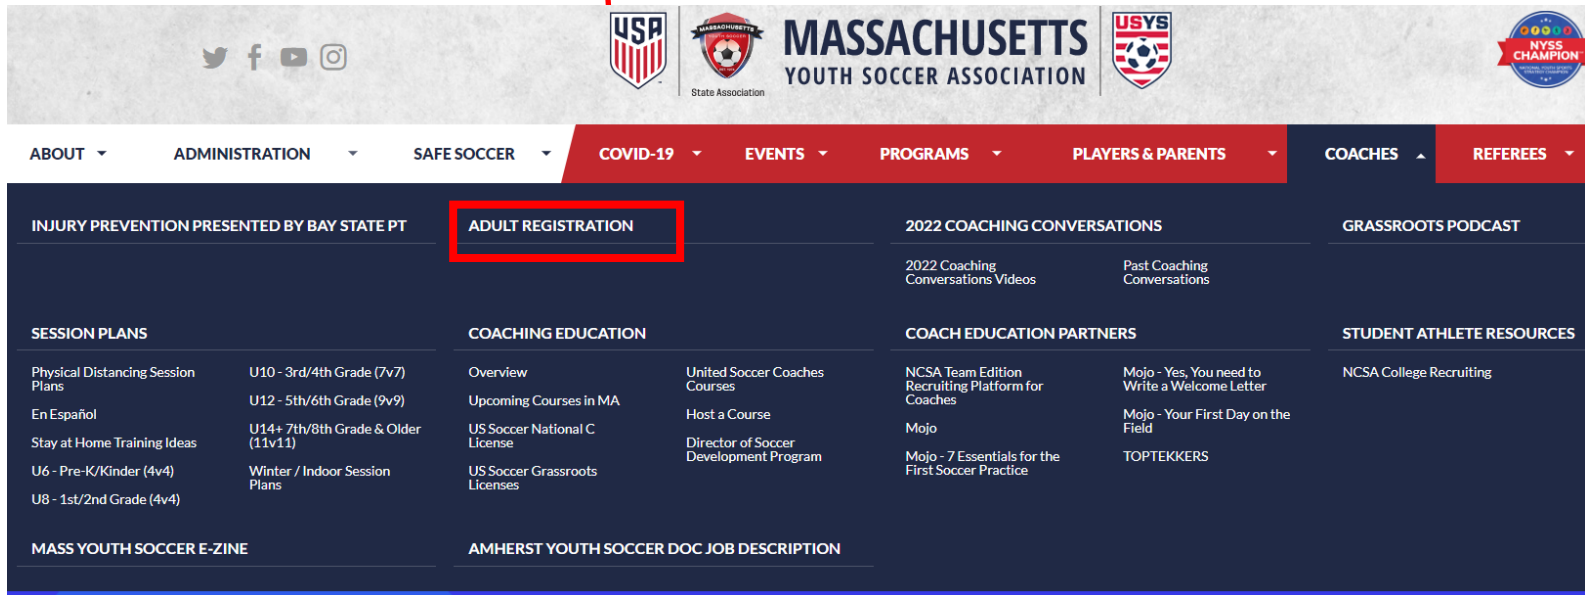 USA
MASSACHUSETTS
YOUTH SOCCER
State Association
MASSACHUSETTS
YOUTH SOCCER ASSOCIATION
USYS
NYSS
CHAMPION
ABOUT
ADMINISTRATION
SAFE SOCCER
COVID-19
EVENTS
PROGRAMS
PLAYERS & PARENTS
COACHES
REFEREES
INJURY PREVENTION PRESENTED BY BAY STATE PT
ADULT REGISTRATION
2022 COACHING CONVERSATIONS
2022 Coaching
Conversations Videos
Past Coaching
Conversations
GRASSROOTS PODCAST
SESSION PLANS
Physical Distancing Session
Plans
En Español
Stay at Home Training Ideas
U6 - Pre-K/Kinder (4v4)
U8 - 1st/2nd Grade (4v4)
U10 - 3rd/4th Grade (7v7)
U12 - 5th/6th Grade (9v9)
U14+ 7th/8th Grade & Older
(11v11)
Winter / Indoor Session
Plans
COACHING EDUCATION
Overview
Upcoming Courses in MA
US Soccer National C
License
US Soccer Grassroots
Licenses
United Soccer Coaches
Courses
Host a Course
Director of Soccer
Development Program
COACH EDUCATION PARTNERS
NCSA Team Edition
Recruiting Platform for
Coaches
Mojo
Mojo - 7 Essentials for the
First Soccer Practice
Mojo - Yes, You need to
Write a Welcome Letter
Mojo - Your First Day on the
Field
TOPTEKKERS
STUDENT ATHLETE RESOURCES
NCSA College Recruiting
MASS YOUTH SOCCER E-ZINE
AMHERST YOUTH SOCCER DOC JOB DESCRIPTION